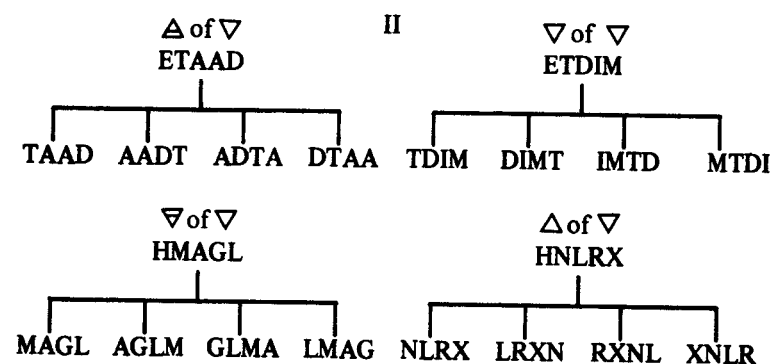 II
🜁 of ▽
ETAAD
▽ of ▽
ETDIM
TAAD AADT ADTA DTAA
TDIM DIMT IMTD MTDI
🜃 of ▽
HMAGL
△ of ▽
HNLRX
MAGL AGLM GLMA LMAG
NLRX LRXN RXNL XNLR